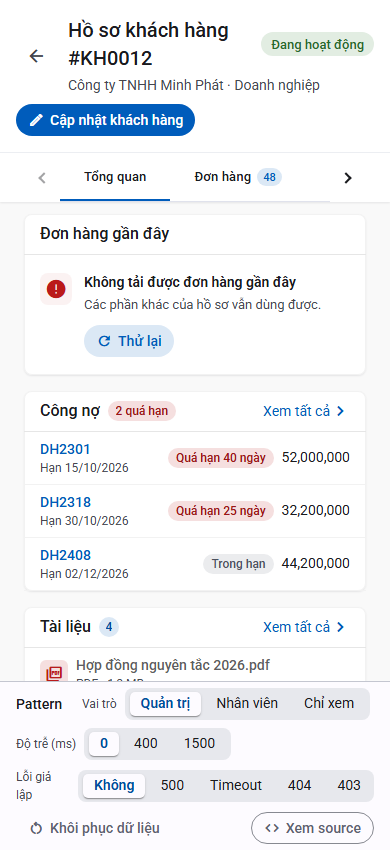 Hồ sơ khách hàng
#KH0012
Đang hoạt động
Công ty TNHH Minh Phát · Doanh nghiệp
Cập nhật khách hàng
Tổng quan
Đơn hàng 48
Đơn hàng gần đây
Không tải được đơn hàng gần đây
Các phần khác của hồ sơ vẫn dùng được.
Thử lại
Công nợ 2 quá hạn Xem tất cả
DH2301
Hạn 15/10/2026
Quá hạn 40 ngày 52,000,000
DH2318
Hạn 30/10/2026
Quá hạn 25 ngày 32,200,000
DH2408
Hạn 02/12/2026
Trong hạn 44,200,000
Tài liệu 4 Xem tất cả
PDF
Hợp đồng nguyên tắc 2026.pdf
Pattern Vai trò Quản trị Nhân viên Chỉ xem
Độ trễ (ms) 0 400 1500
Lỗi giả
lập
Không 500 Timeout 404 403
Khôi phục dữ liệu Xem source